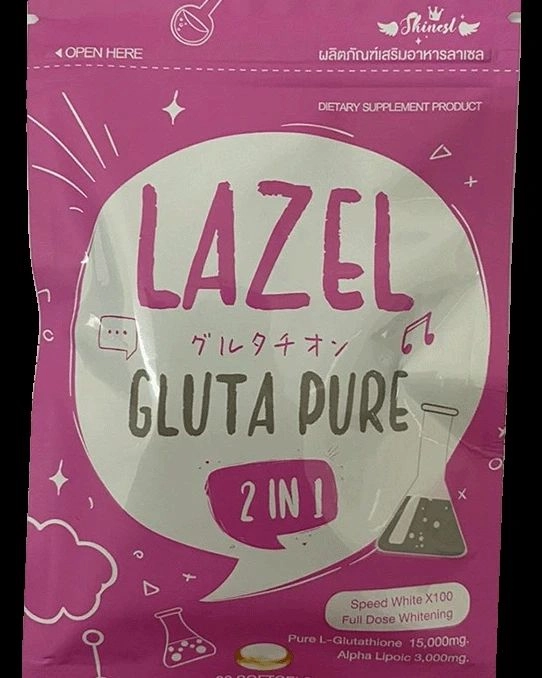 Skinest
OPEN HERE
ผลิตภัณฑ์เสริมอาหารลาเซล
DIETARY SUPPLEMENT PRODUCT
LAZEL
グルタチオン
GLUTA PURE
2 IN 1
Speed White X100
Full Dose Whitening
Pure L-Glutathione 15,000mg.
Alpha Lipoic 3,000mg.